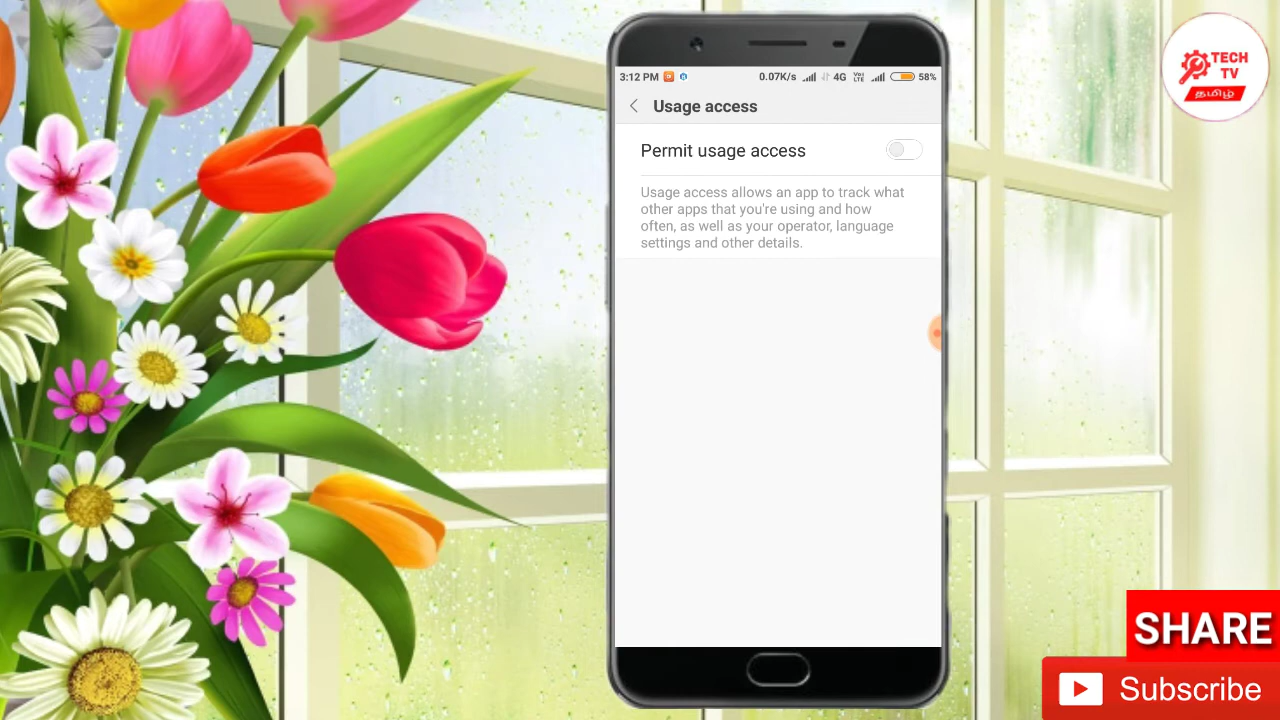 3:12 PM
0.07K/s
4G
VoLTE
58%
Usage access
Permit usage access
Usage access allows an app to track what
other apps that you're using and how
often, as well as your operator, language
settings and other details.
TECH
TV
தமிழ்
SHARE
Subscribe